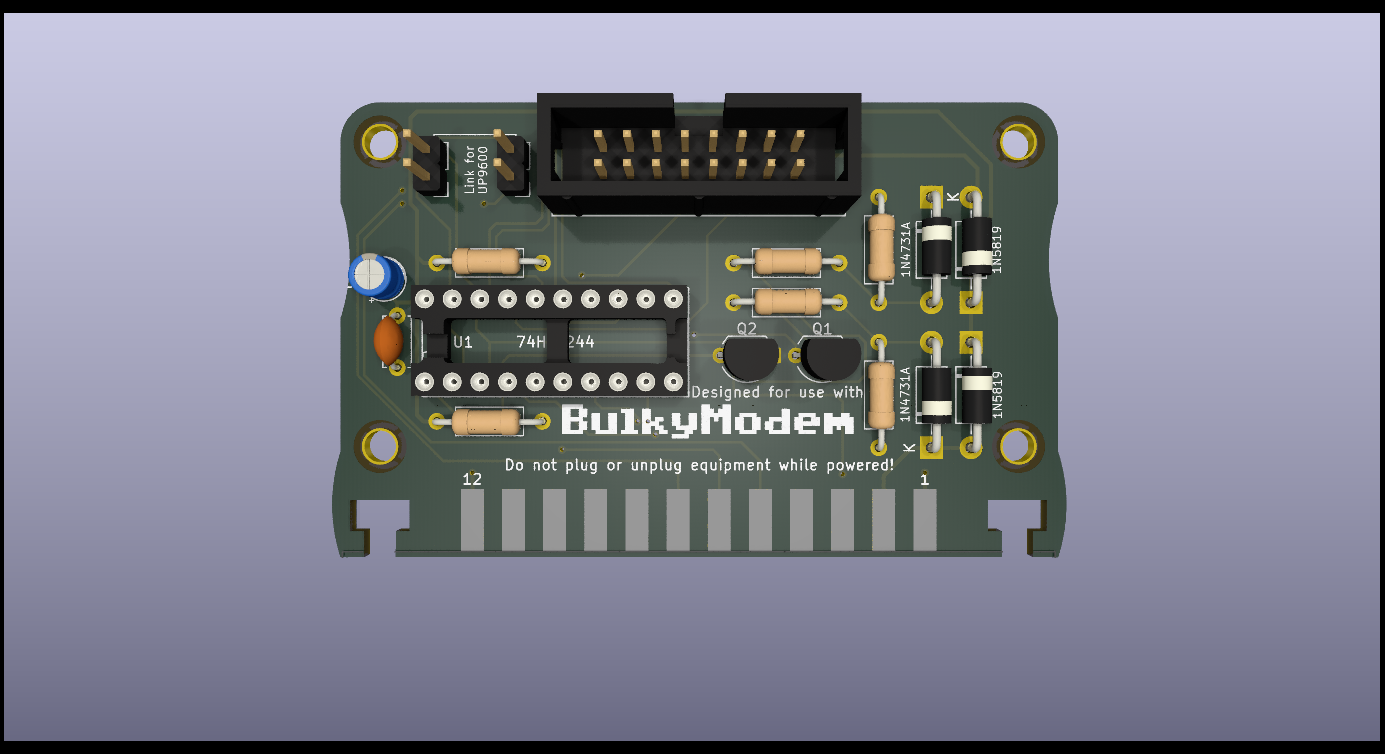 Link for
UP9600
K
1N4731A
1N5819
U1
74H 244
Q2
Q1
1N4731A
1N5819
K
Designed for use with
BulkyModem
Do not plug or unplug equipment while powered!
12
1